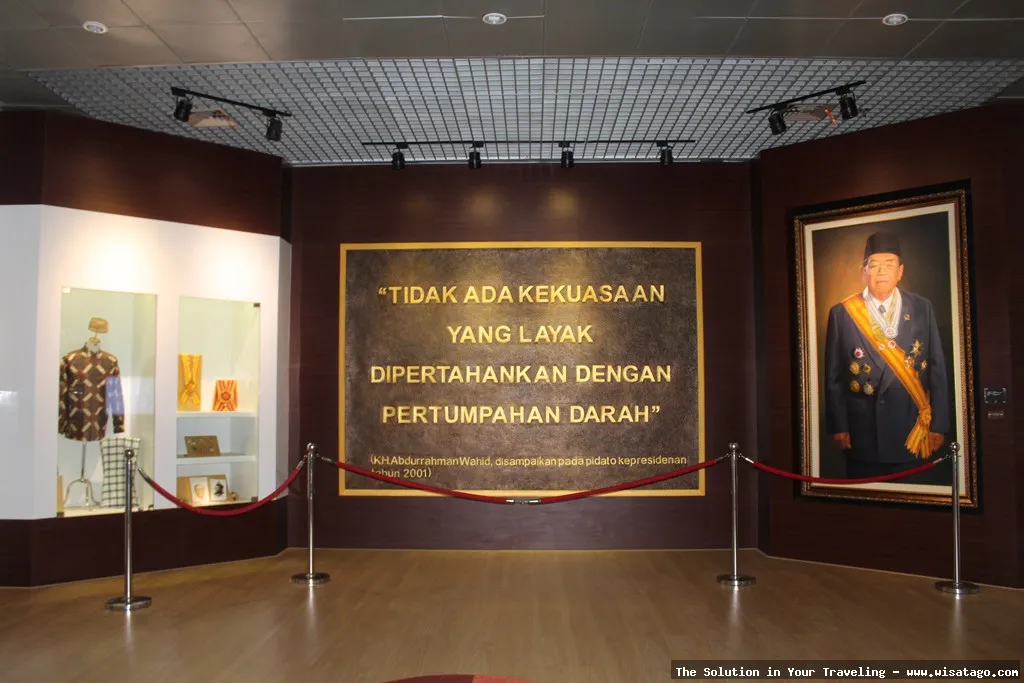 “TIDAK ADA KEKUASAAN
YANG LAYAK
DIPERTAHANKAN DENGAN
PERTUMPAHAN DARAH”
(KH.Abdurrahman Wahid, disampaikan pada pidato kepresidenan
tahun 2001)
The Solution in Your Traveling - www.wisatago.com